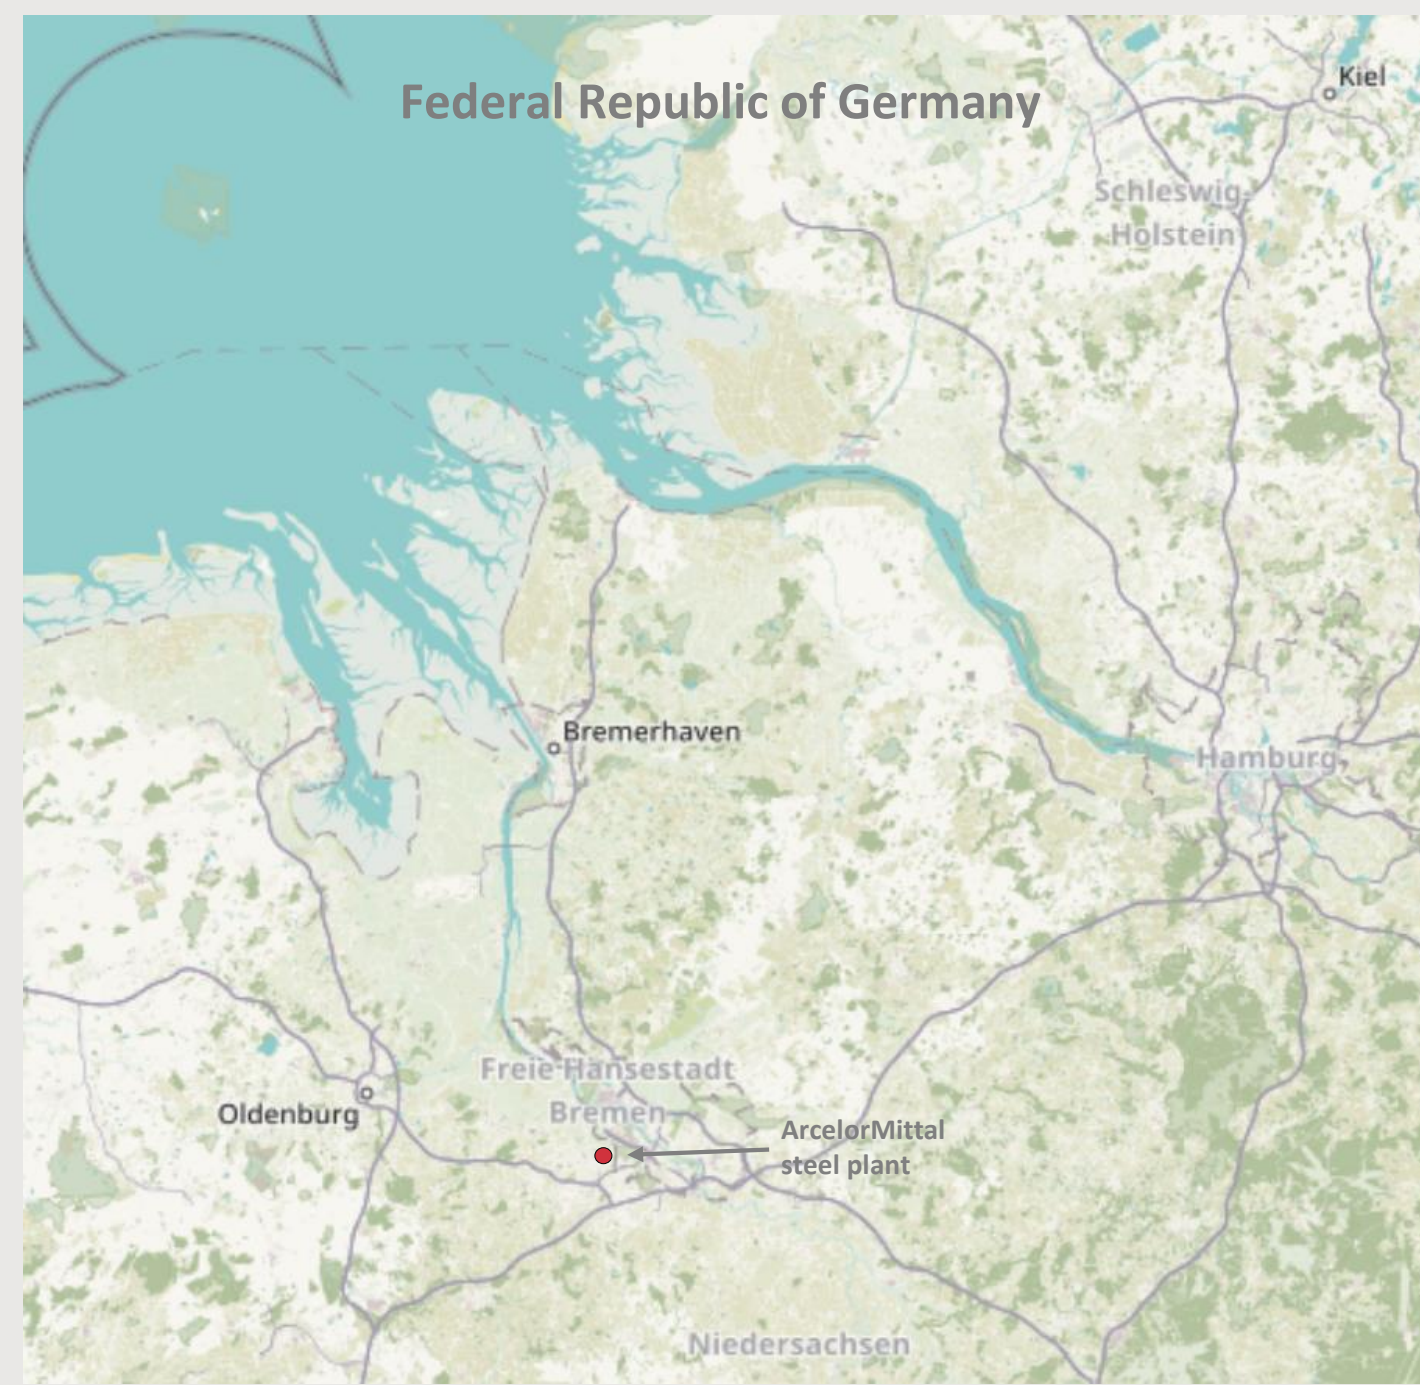 Kiel
Federal Republic of Germany
Schleswig-
Holstein
Bremerhaven
Hamburg
Freie Hansestadt
Bremen
Oldenburg
ArcelorMittal
steel plant
Niedersachsen